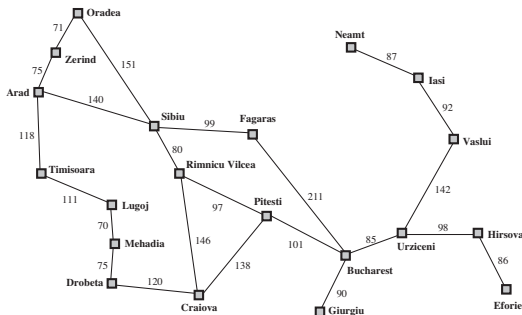 Oradea
71
Neamt
Zerind
87
151
75
Iasi
Arad
140
92
Sibiu
Fagaras
99
118
Vaslui
80
Rimnicu Vilcea
Timisoara
142
111
211
Lugoj
97
Pitesti
70
98
Hirsova
85
146
101
Urziceni
Mehadia
138
86
75
Bucharest
120
Drobeta
90
Craiova
Eforie
Giurgiu